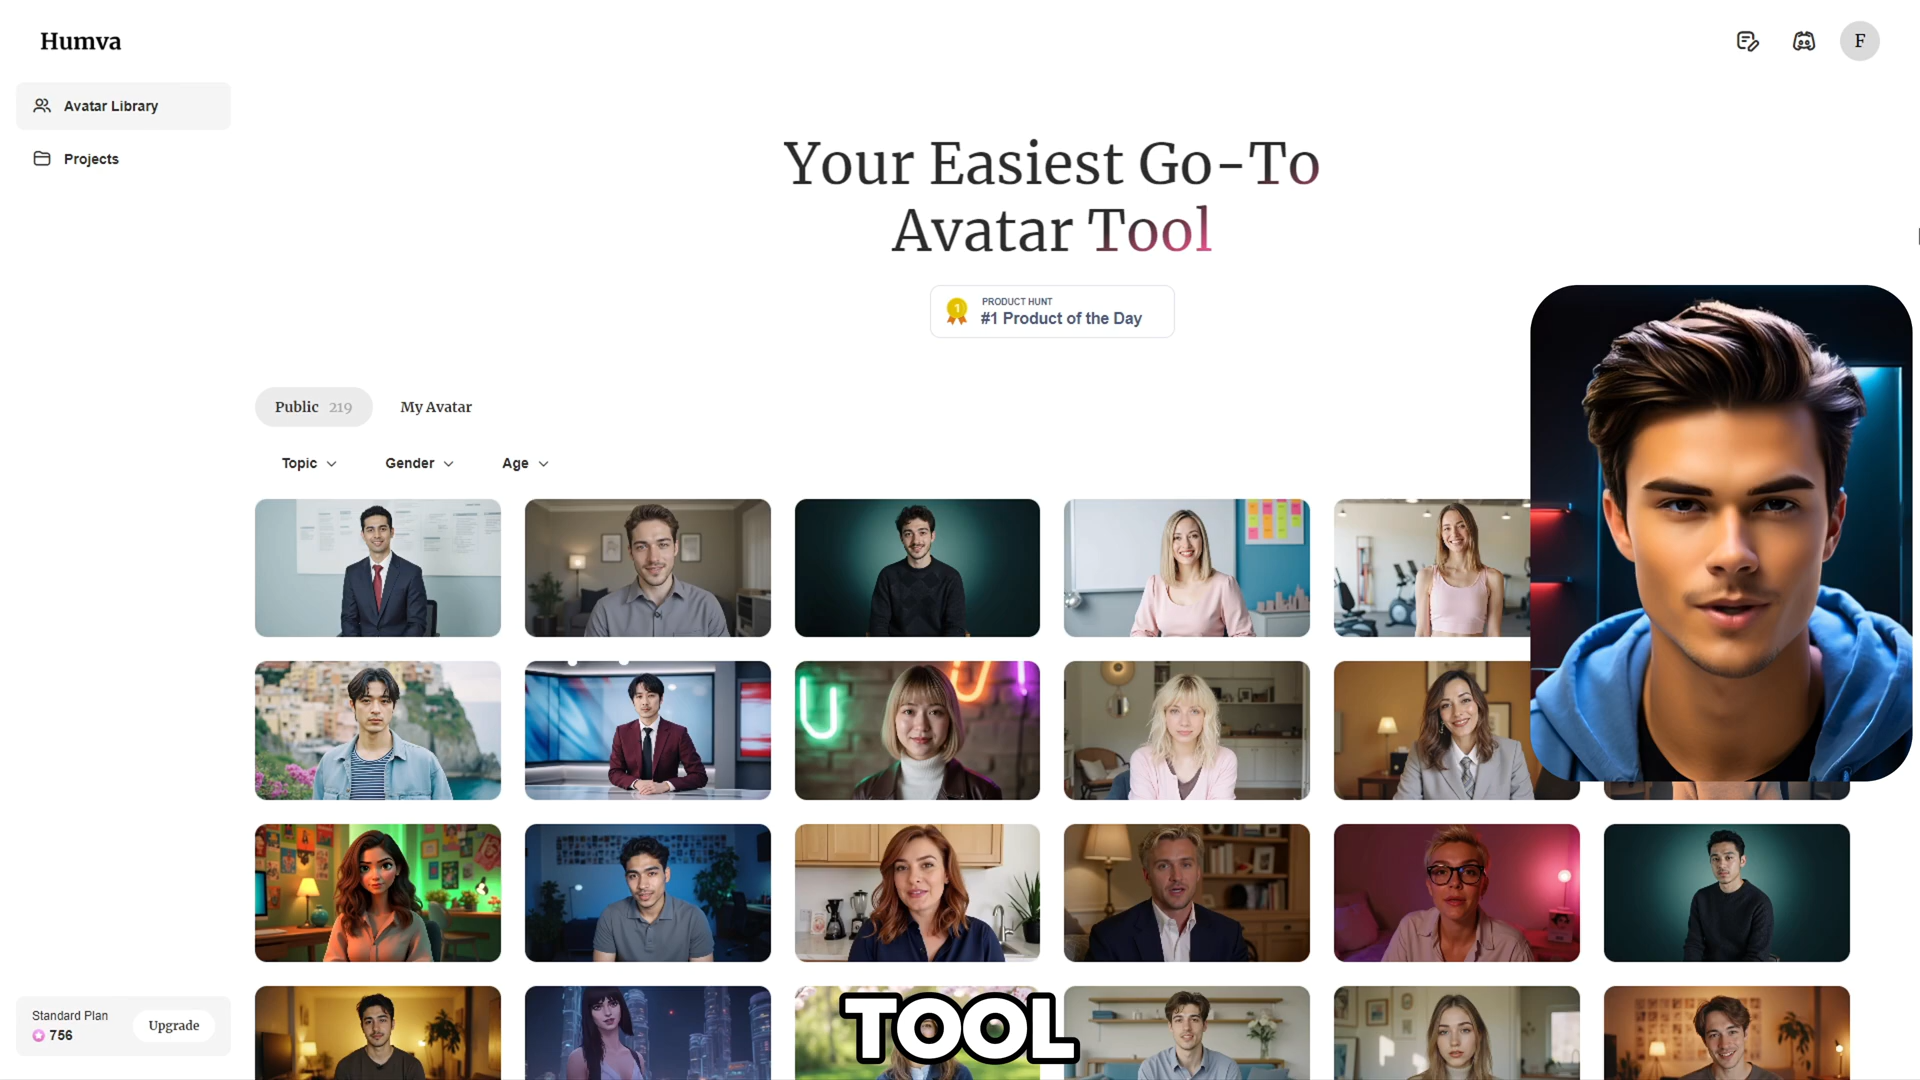 Humva
F
Avatar Library
Projects
Your Easiest Go-To
Avatar Tool
1
PRODUCT HUNT
#1 Product of the Day
Public 219
My Avatar
Topic
Gender
Age
Standard Plan
756
Upgrade
TOOL